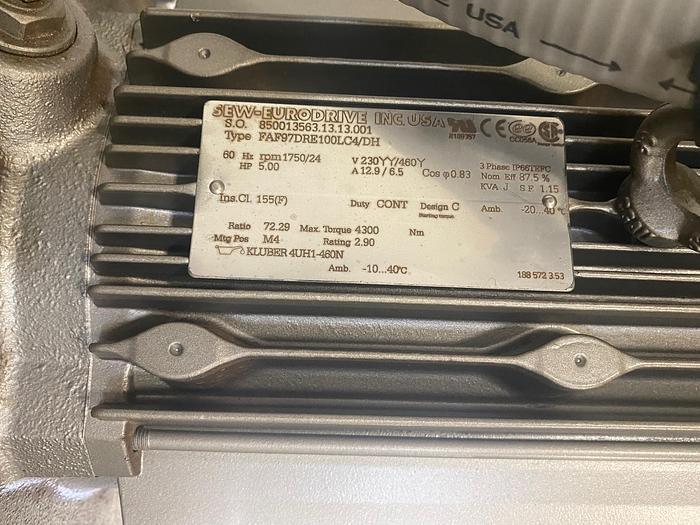 USA
SEW-EURODRIVE INC. USA
S.O. 850013563.13.13.001
Type FAF97DRE100LC4/DH
60 Hz rpm 1750/24 V 230YY/460Y 3 Phase IP66TEFC
HP 5.00 A 12.9 / 6.5 Cos φ 0.83 Nom Eff 87.5 %
KVA J S.F 1.15
Ins.Cl. 155(F) Duty CONT Design C Amb. -20...40 °C
Starting torque
Ratio 72.29 Max. Torque 4300 Nm
Mtg Pos M4 Rating 2.90
KLUBER 4UH1-460N
Amb. -10...40°C 188 572 3.53